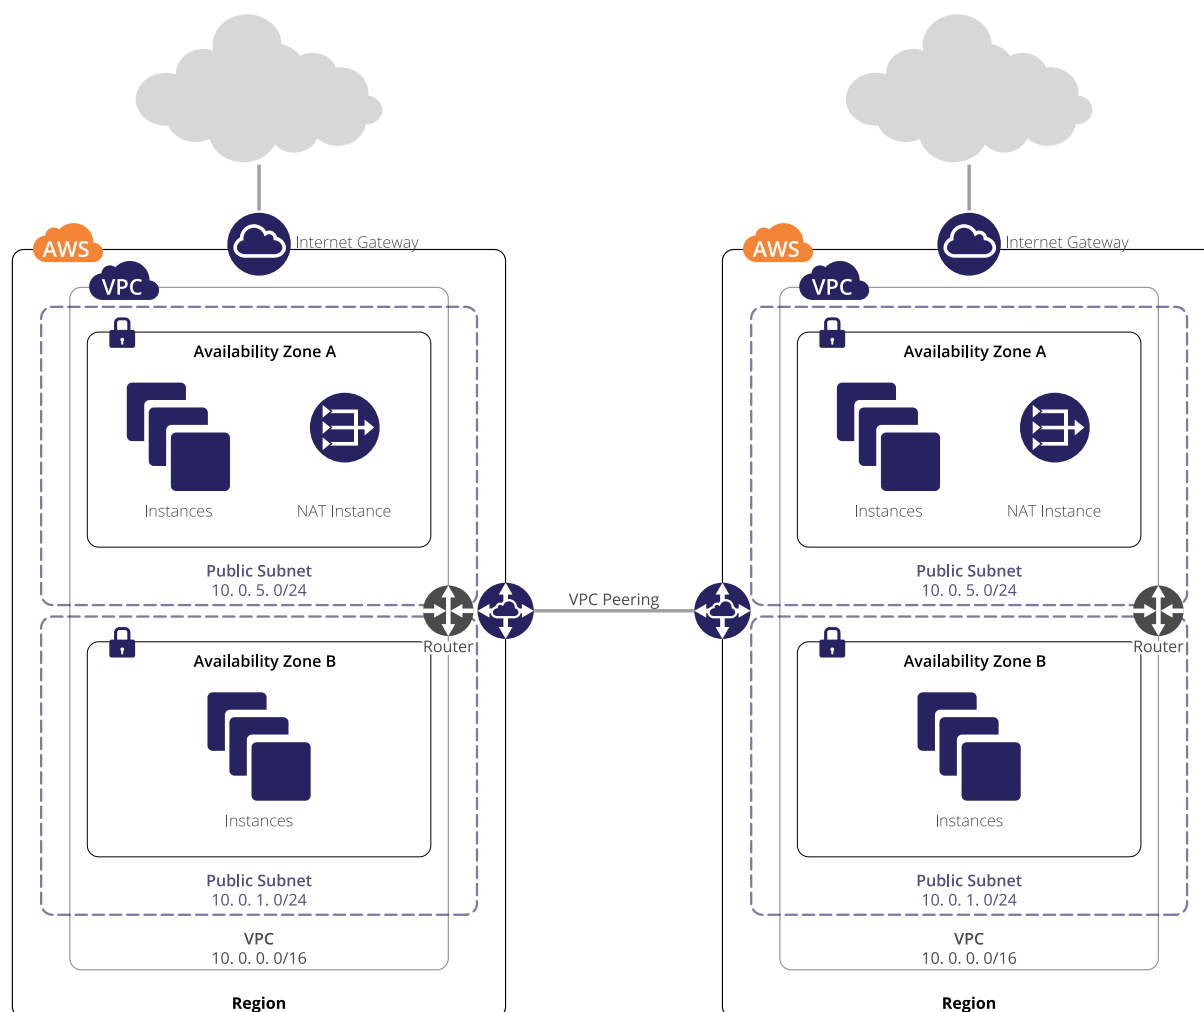 Internet Gateway
AWS
VPC
Availability Zone A
Instances
NAT Instance
Public Subnet
10. 0. 5. 0/24
Router
Availability Zone B
Instances
Public Subnet
10. 0. 1. 0/24
VPC
10. 0. 0. 0/16
Region
VPC Peering
Internet Gateway
AWS
VPC
Availability Zone A
Instances
NAT Instance
Public Subnet
10. 0. 5. 0/24
Router
Availability Zone B
Instances
Public Subnet
10. 0. 1. 0/24
VPC
10. 0. 0. 0/16
Region